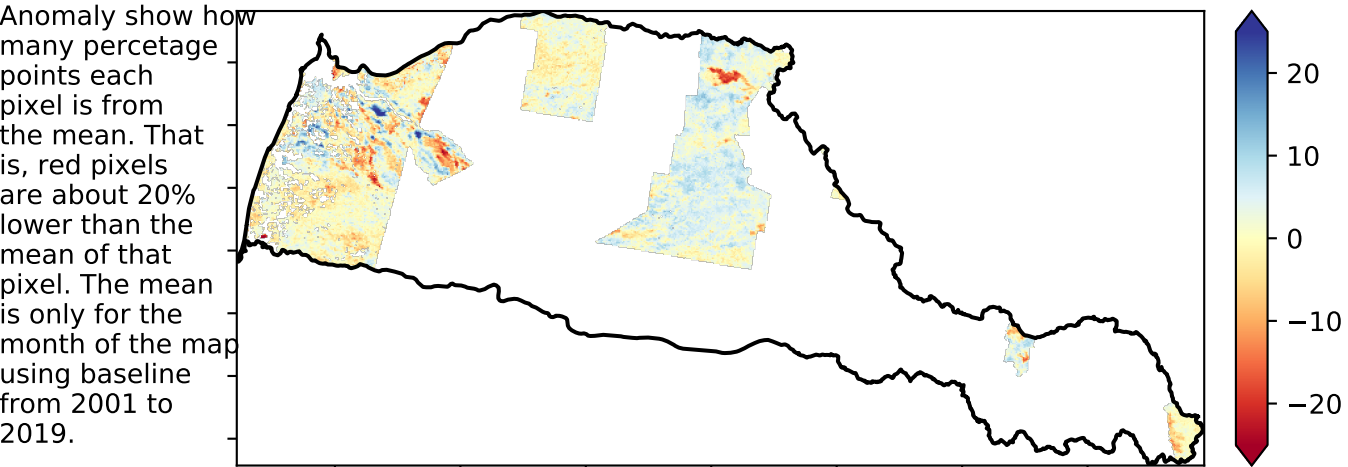 Anomaly show how
many percetage
points each
pixel is from
the mean. That
is, red pixels
are about 20%
lower than the
mean of that
pixel. The mean
is only for the
month of the map
using baseline
from 2001 to
2019.
20
10
0
−10
−20